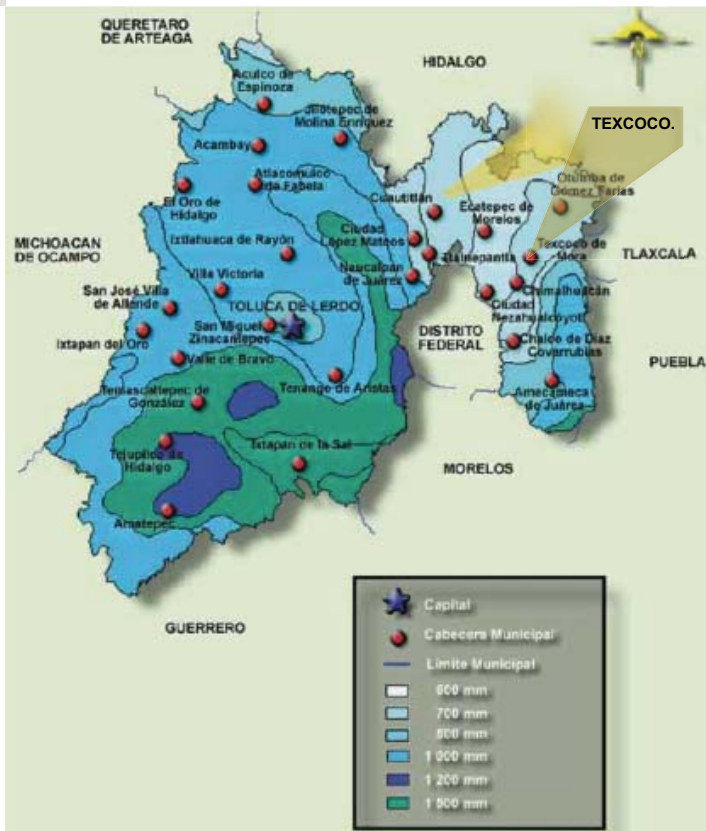 QUERETARO
DE ARTEAGA
HIDALGO
TEXCOCO.
Aculco de
Espinoza
Jilotepec de
Molina Enriquez
Acambay
Atlacomulco
de Fabela
El Oro de
Hidalgo
Cuautitlán
Ecatepec de
Morelos
Otumba de
Gómez Farías
Ixtlahuaca de Rayón
Ciudad
López Mateos
Tlalnepantla
Texcoco de
Mora
TLAXCALA
MICHOACAN
DE OCAMPO
Villa Victoria
Naucalpan
de Juárez
Chimalhuacán
San José Villa
de Allende
TOLUCA DE LERDO
Ciudad
Nezahualcoyotl
San Miguel
Zinacantepec
DISTRITO
FEDERAL
Ixtapan del Oro
Chalco de Díaz
Covarrubias
Valle de Bravo
PUEBLA
Tenango de Aristas
Amecameca
de Juárez
Temascaltepec de
González
Tejupilco de
Hidalgo
Ixtapan de la Sal
MORELOS
Amatepec
GUERRERO
Capital
Cabecera Municipal
Limite Municipal
600 mm
700 mm
800 mm
1 000 mm
1 200 mm
1 500 mm